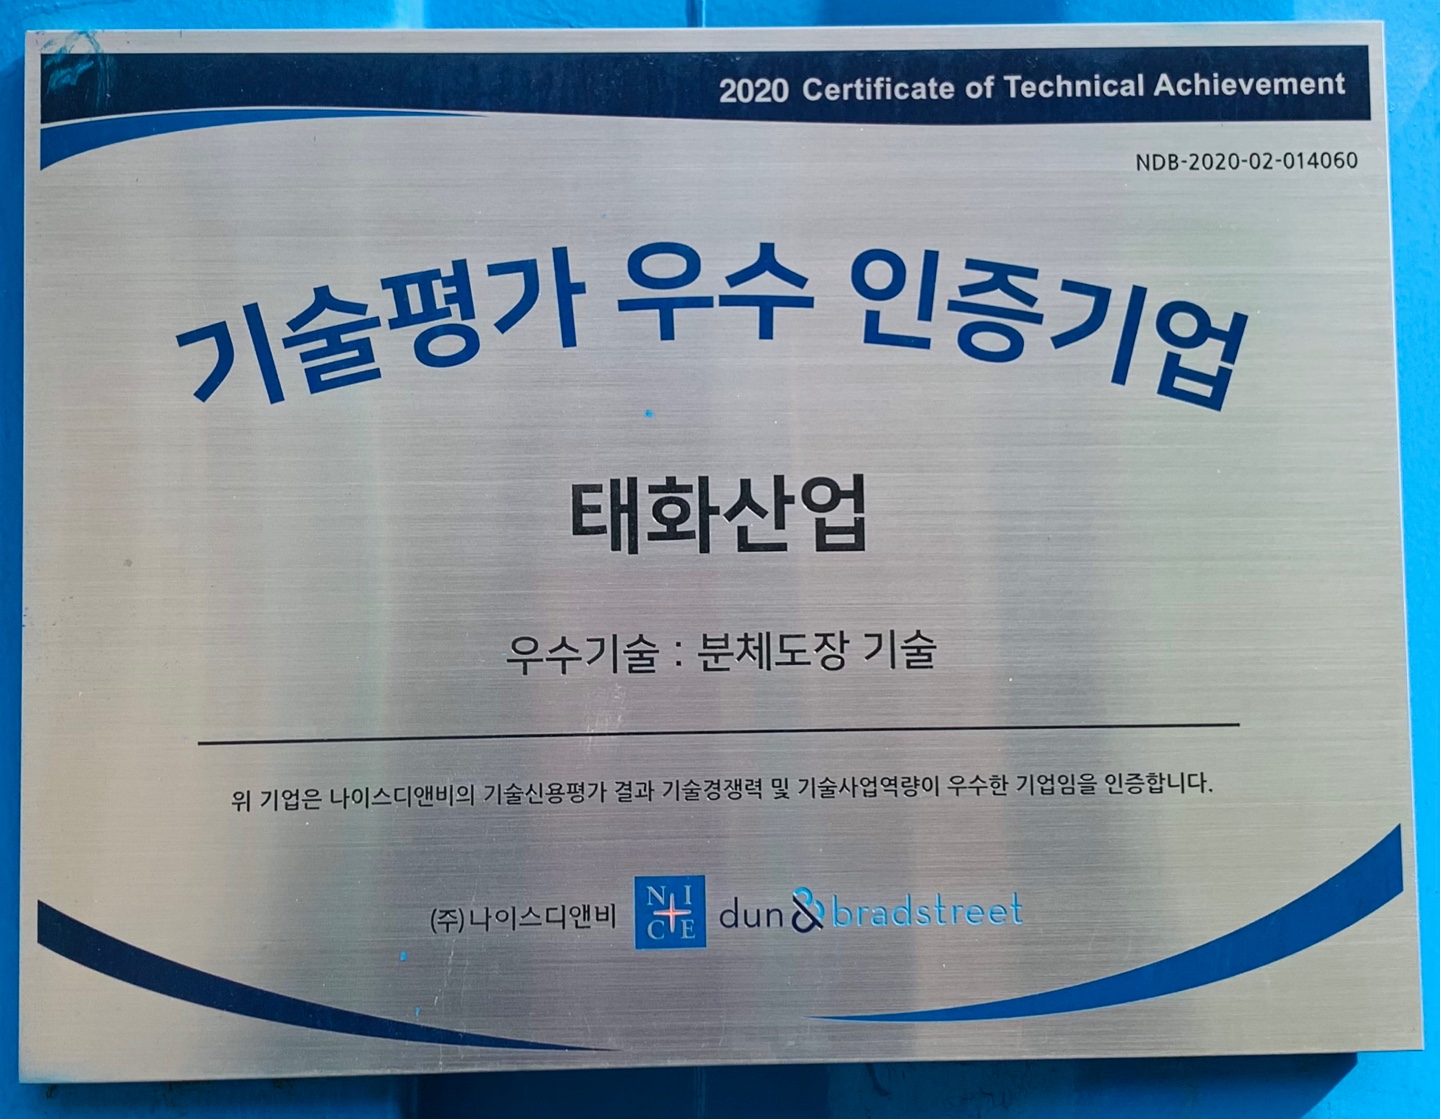 2020 Certificate of Technical Achievement
NDB-2020-02-014060
기술평가 우수 인증기업
태화산업
우수기술 : 분체도장 기술
위 기업은 나이스디앤비의 기술신용평가 결과 기술경쟁력 및 기술사업역량이 우수한 기업임을 인증합니다.
(주)나이스디앤비 NICE dun & bradstreet